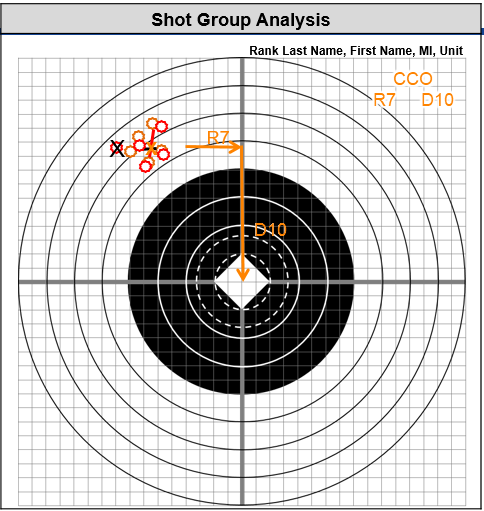 Shot Group Analysis
Rank Last Name, First Name, MI, Unit
CCO
R7 D10
R7
D10